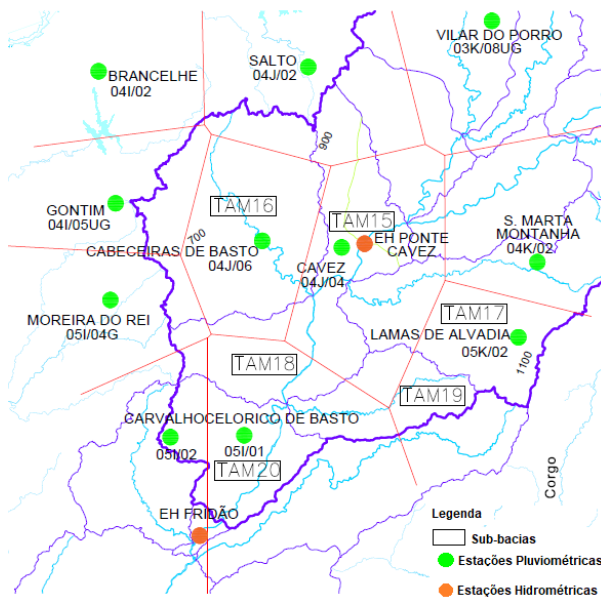 VILAR DO PORRO
03K/08UG
SALTO
04J/02
BRANCELHE
04I/02
900
TAM16
GONTIM
04I/05UG
TAM15
S. MARTA
MONTANHA
04K/02
700
EH PONTE
CAVEZ
CABECEIRAS DE BASTO
04J/06
CAVEZ
04J/04
MOREIRA DO REI
05I/04G
TAM17
LAMAS DE ALVADIA
05K/02
TAM18
1100
TAM19
CARVALHOCELORICO DE BASTO
05I/02
05I/01
TAM20
Corgo
EH FRIDÃO
Legenda
Sub-bacias
Estações Pluviométricas
Estações Hidrométricas